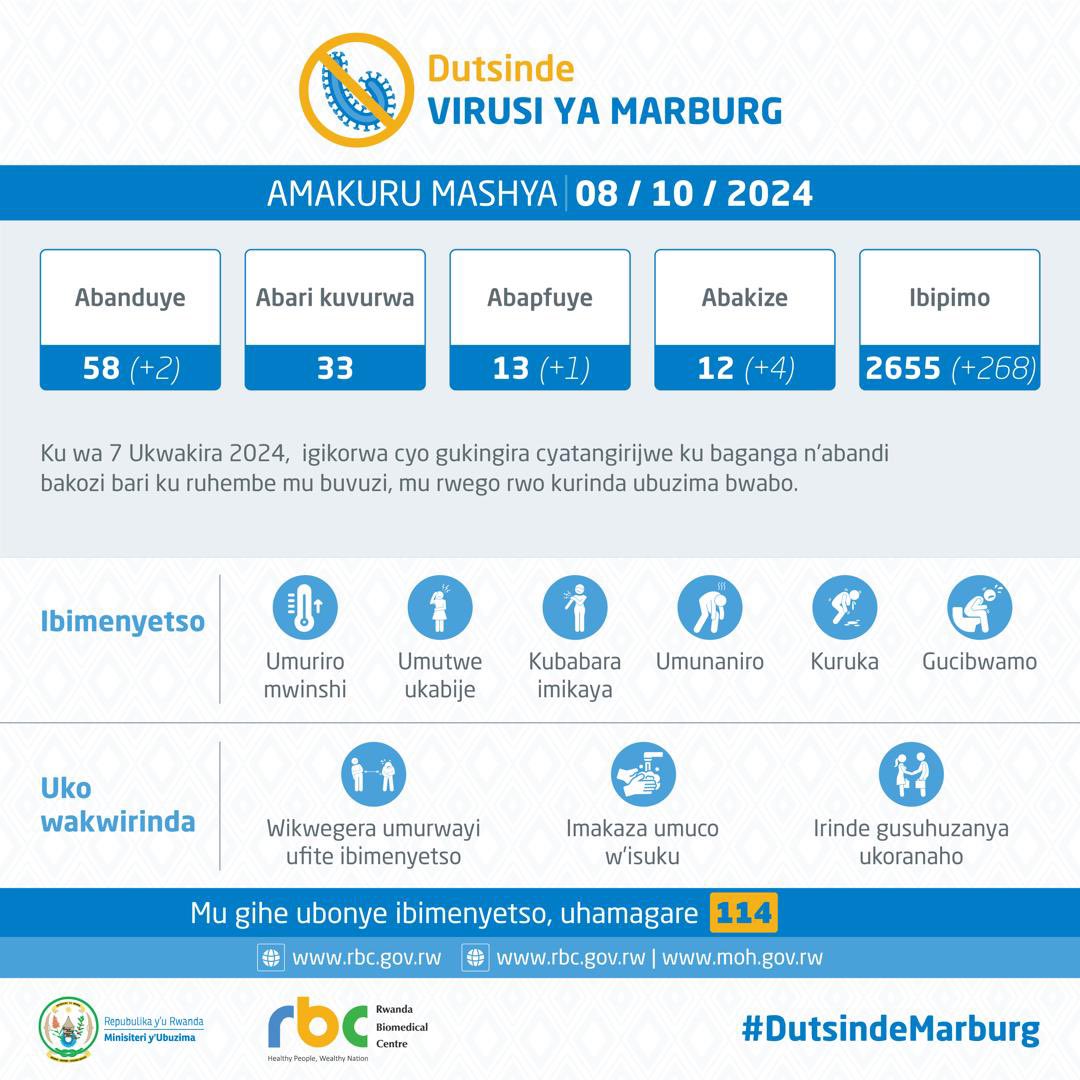 Dutsinde
VIRUSI YA MARBURG
AMAKURU MASHYA | 08 / 10 / 2024
Abanduye
58 (+2)
Abari kuvurwa
33
Abapfuye
13 (+1)
Abakize
12 (+4)
Ibipimo
2655 (+268)
Ku wa 7 Ukwakira 2024, igikorwa cyo gukingira cyatangirijwe ku baganga n'abandi
bakozi bari ku ruhembe mu buvuzi, mu rwego rwo kurinda ubuzima bwabo.
Ibimenyetso
Umuriro
mwinshi
Umutwe
ukabije
Kubabara
imikaya
Umunaniro
Kuruka
Gucibwamo
Uko
wakwirinda
Wikwegera umurwayi
ufite ibimenyetso
Imakaza umuco
w'isuku
Irinde gusuhuzanya
ukoranaho
Mu gihe ubonye ibimenyetso, uhamagare 114
www.rbc.gov.rw www.rbc.gov.rw | www.moh.gov.rw
Repubulika y'u Rwanda
Minisiteri y'Ubuzima
rbc
Rwanda
Biomedical
Centre
Healthy People, Wealthy Nation
#DutsindeMarburg